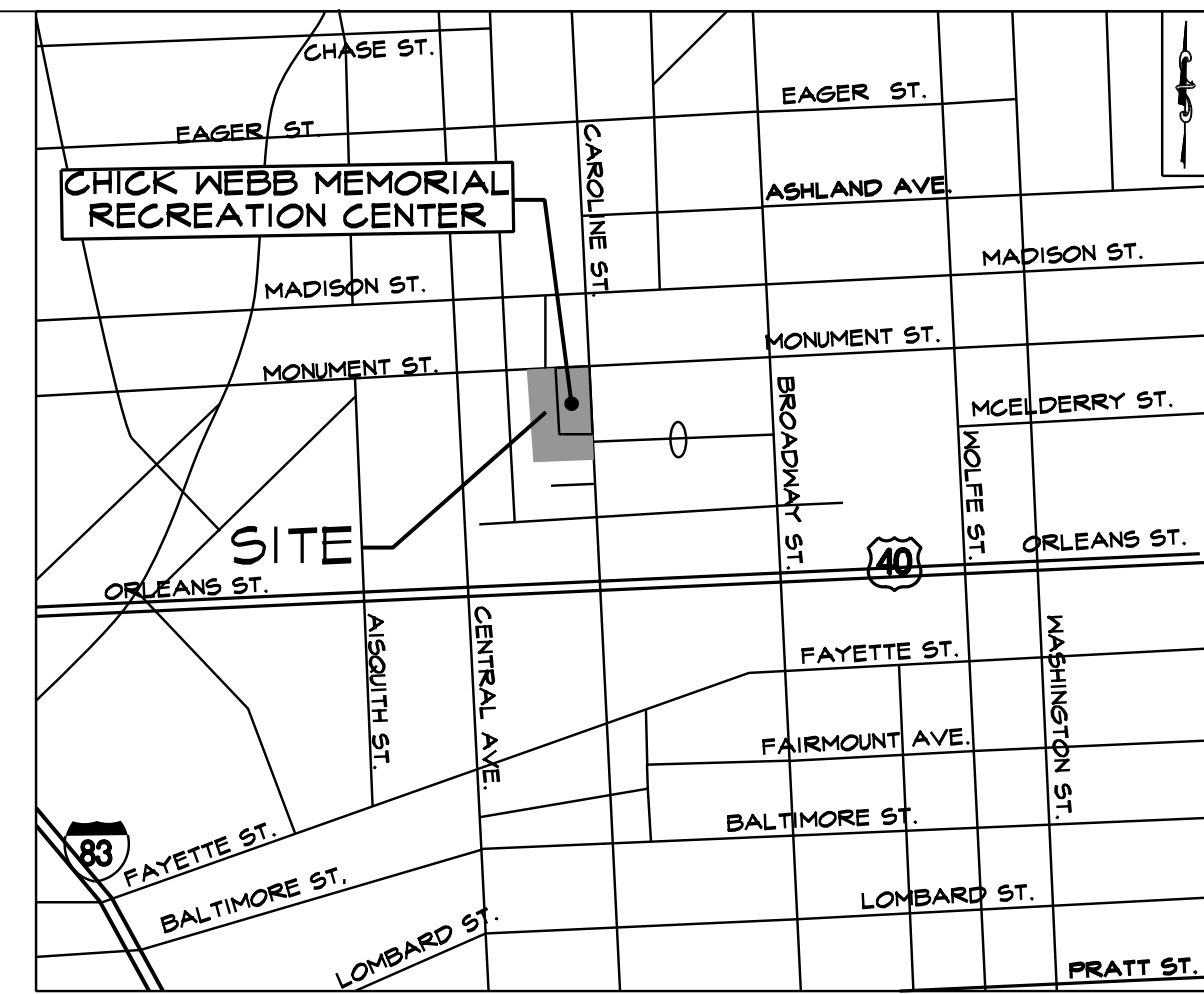 CHASE ST.
EAGER ST.
EAGER ST.
CAROLINE ST.
CHICK WEBB MEMORIAL
RECREATION CENTER
ASHLAND AVE.
MADISON ST.
MADISON ST.
MONUMENT ST.
MONUMENT ST.
BROADWAY ST.
MCELDERRY ST.
WOLFE ST.
SITE
ORLEANS ST.
40
ORLEANS ST.
AISQUITH ST.
CENTRAL AVE.
WASHINGTON ST.
FAYETTE ST.
FAIRMOUNT AVE.
BALTIMORE ST.
83
FAYETTE ST.
BALTIMORE ST.
LOMBARD ST.
LOMBARD ST.
PRATT ST.